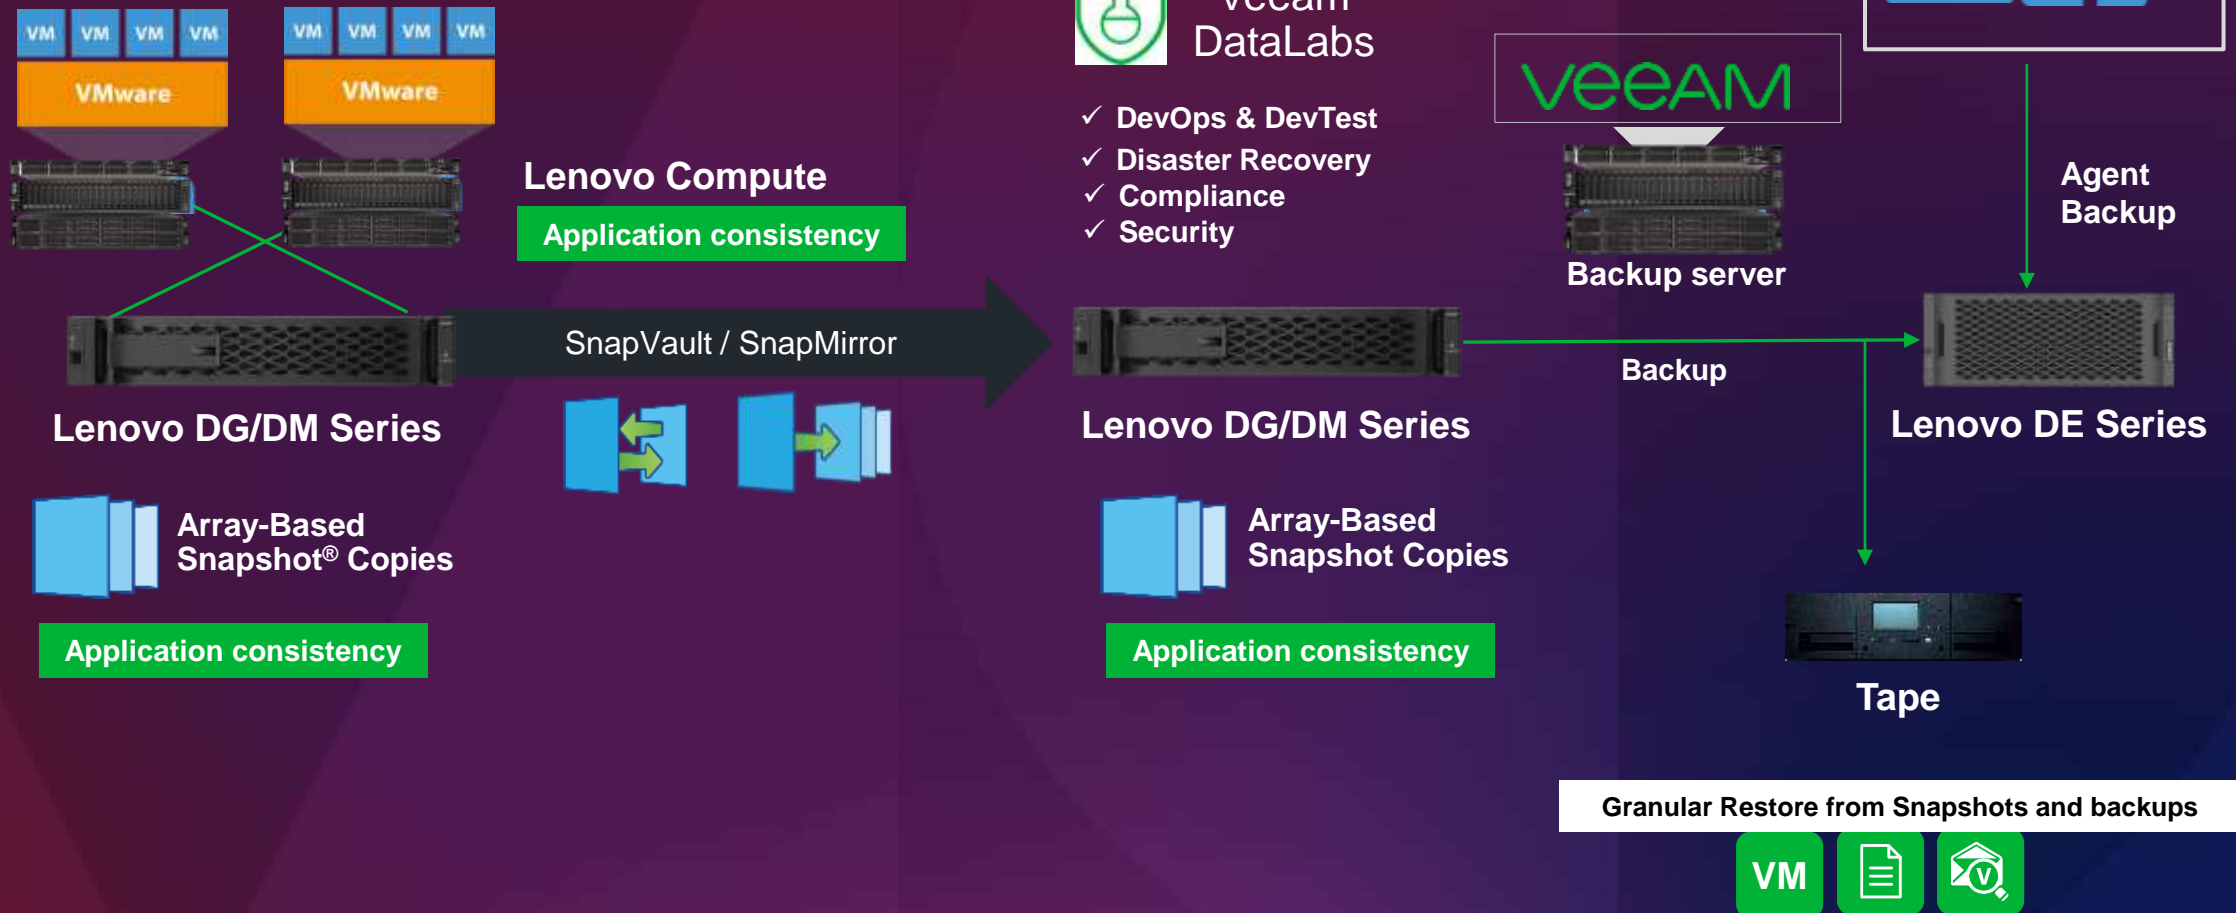 VM VM VM VM
VMware
VM VM VM VM
VMware
Lenovo Compute
Application consistency
Veeam
DataLabs
✓ DevOps & DevTest
✓ Disaster Recovery
✓ Compliance
✓ Security
veeAM
Backup server
Agent
Backup
SnapVault / SnapMirror
Backup
Lenovo DG/DM Series
Lenovo DG/DM Series
Lenovo DE Series
Array-Based
Snapshot® Copies
Application consistency
Array-Based
Snapshot Copies
Application consistency
Tape
Granular Restore from Snapshots and backups
VM
V